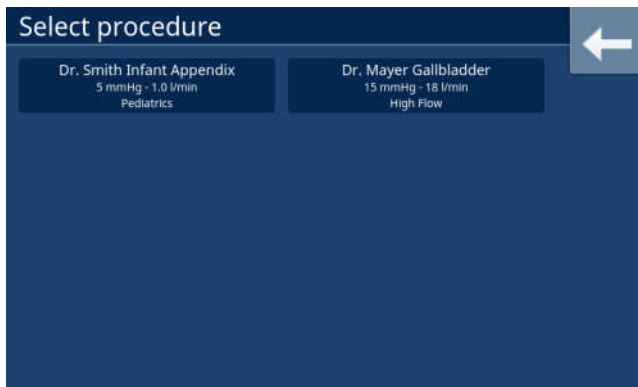 Select procedure
Dr. Smith Infant Appendix
5 mmHg - 1.0 l/min
Pediatrics
Dr. Mayer Gallbladder
15 mmHg - 18 l/min
High Flow